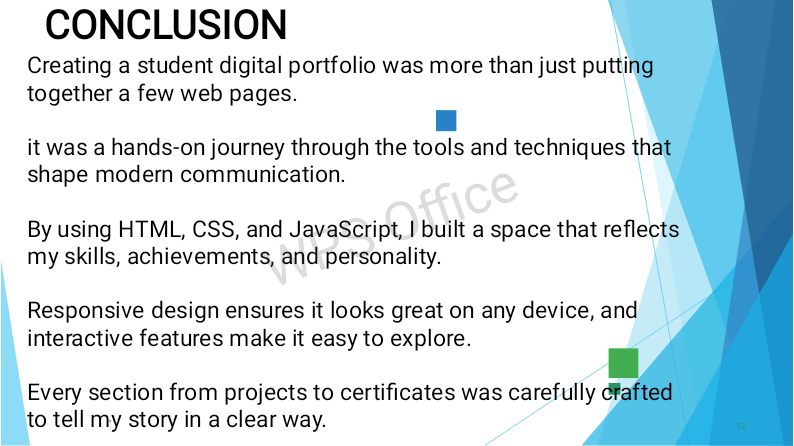 CONCLUSION
Creating a student digital portfolio was more than just putting
together a few web pages.
it was a hands-on journey through the tools and techniques that
shape modern communication.
By using HTML, CSS, and JavaScript, I built a space that reflects
my skills, achievements, and personality.
WPS Office
Responsive design ensures it looks great on any device, and
interactive features make it easy to explore.
Every section from projects to certificates was carefully crafted
to tell my story in a clear way.
12